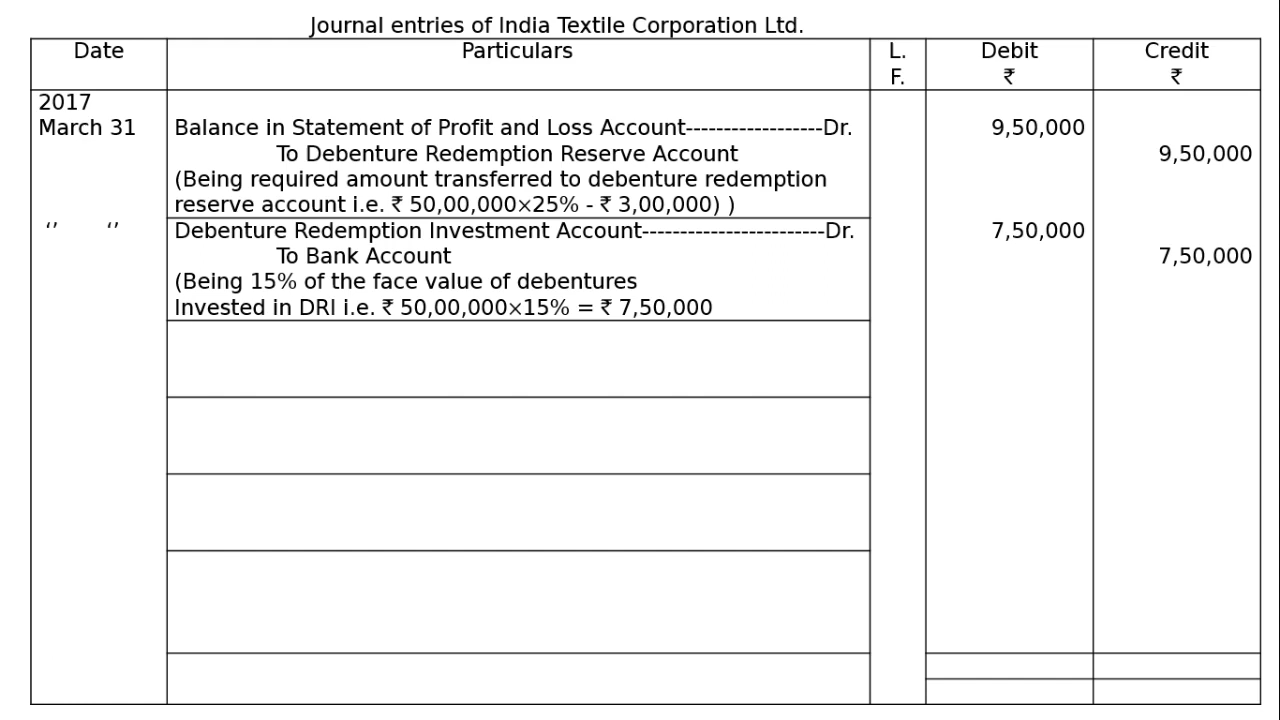 Journal entries of India Textile Corporation Ltd.
Date Particulars L. F. Debit ₹ Credit ₹
2017
March 31 Balance in Statement of Profit and Loss Account------------------Dr. 9,50,000
To Debenture Redemption Reserve Account 9,50,000
(Being required amount transferred to debenture redemption
reserve account i.e. ₹ 50,00,000×25% - ₹ 3,00,000) )
‘’ ‘’ Debenture Redemption Investment Account------------------------Dr. 7,50,000
To Bank Account 7,50,000
(Being 15% of the face value of debentures
Invested in DRI i.e. ₹ 50,00,000×15% = ₹ 7,50,000